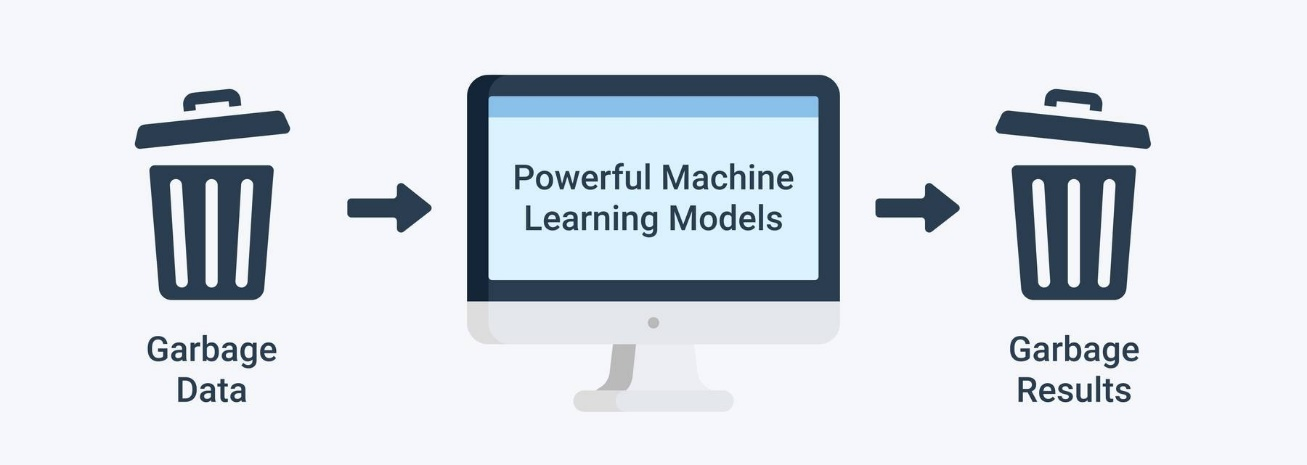 Garbage
Data
Powerful Machine
Learning Models
Garbage
Results